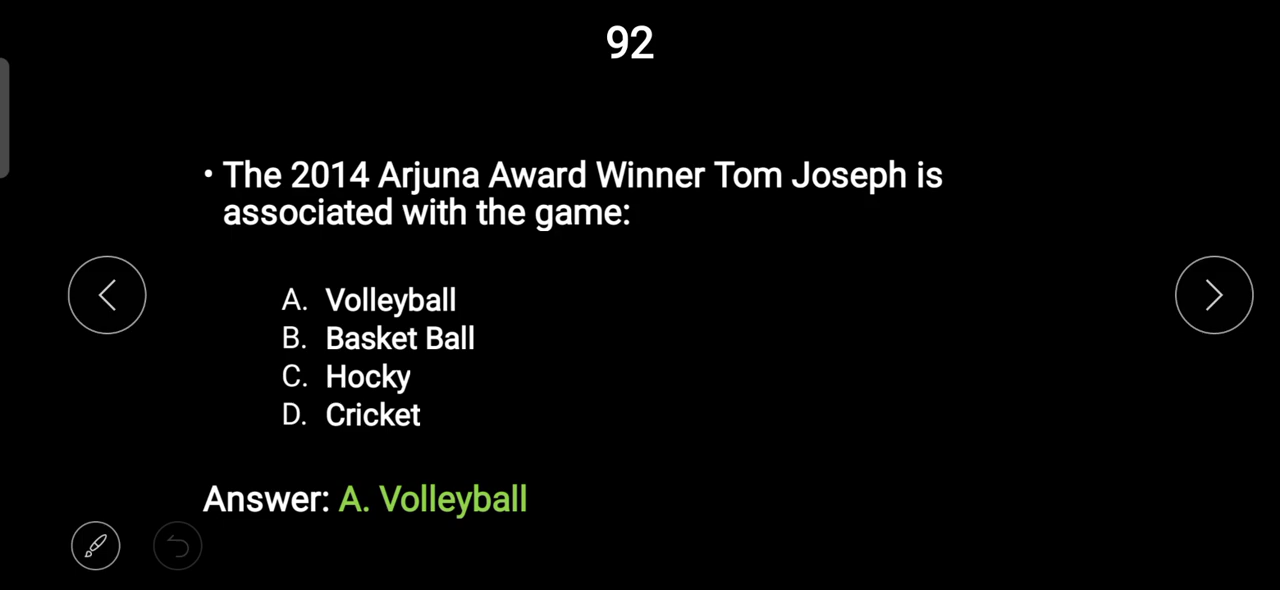 92
• The 2014 Arjuna Award Winner Tom Joseph is
associated with the game:
A. Volleyball
B. Basket Ball
C. Hocky
D. Cricket
Answer: A. Volleyball